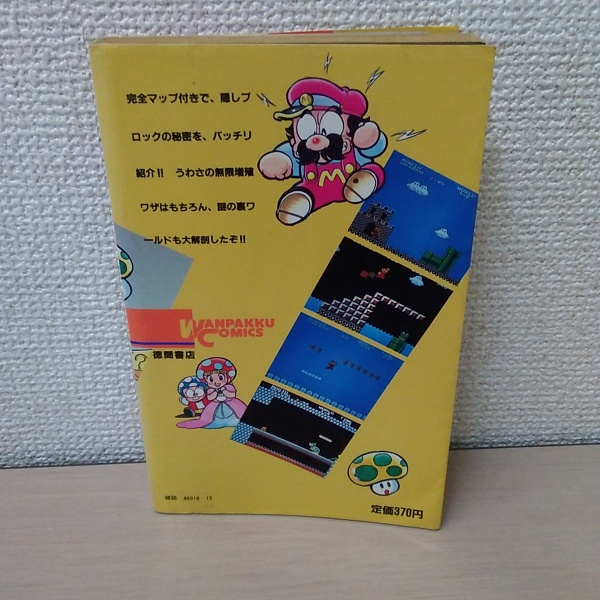 完全マップ付きで、隠しブ
ロックの秘密を、バッチリ
紹介!! うわさの無限増殖
ワザはもちろん、謎の裏ワ
ールドも大解剖したぞ!!
M
WANPAKKU
COMICS
徳間書店
?
定価370円